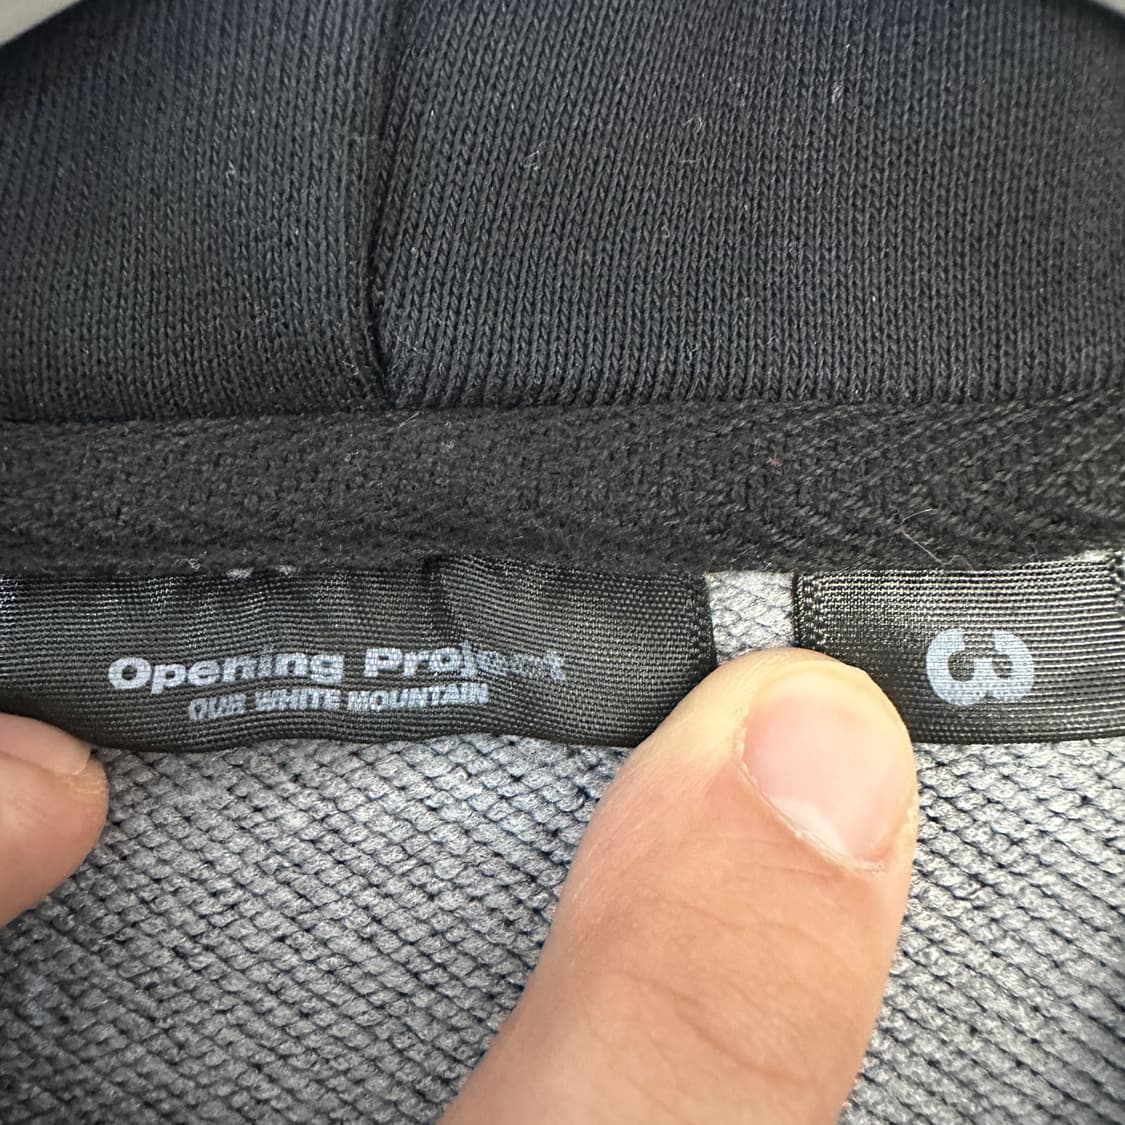 Opening Project
OUR WHITE MOUNTAIN
3